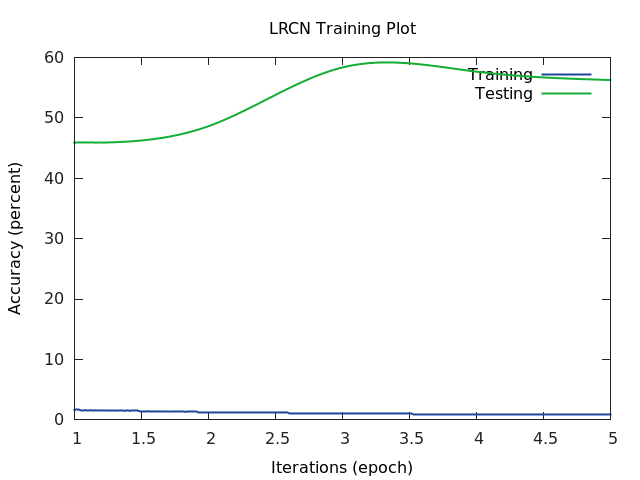 LRCN Training Plot
60
50
40
30
20
10
0
Accuracy (percent)
Training
Testing
1 1.5 2 2.5 3 3.5 4 4.5 5
Iterations (epoch)